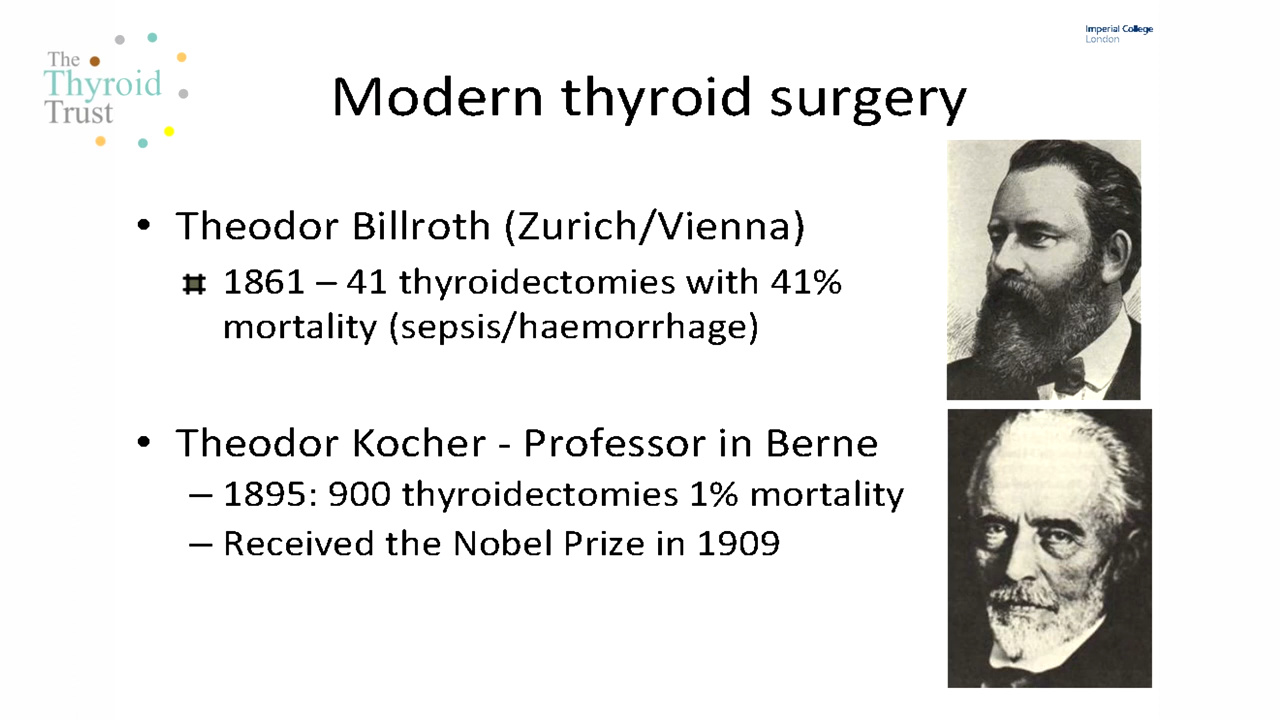 The
Thyroid
Trust
Imperial College
London
Modern thyroid surgery
• Theodor Billroth (Zurich/Vienna)
1861 – 41 thyroidectomies with 41%
mortality (sepsis/haemorrhage)
• Theodor Kocher - Professor in Berne
– 1895: 900 thyroidectomies 1% mortality
– Received the Nobel Prize in 1909